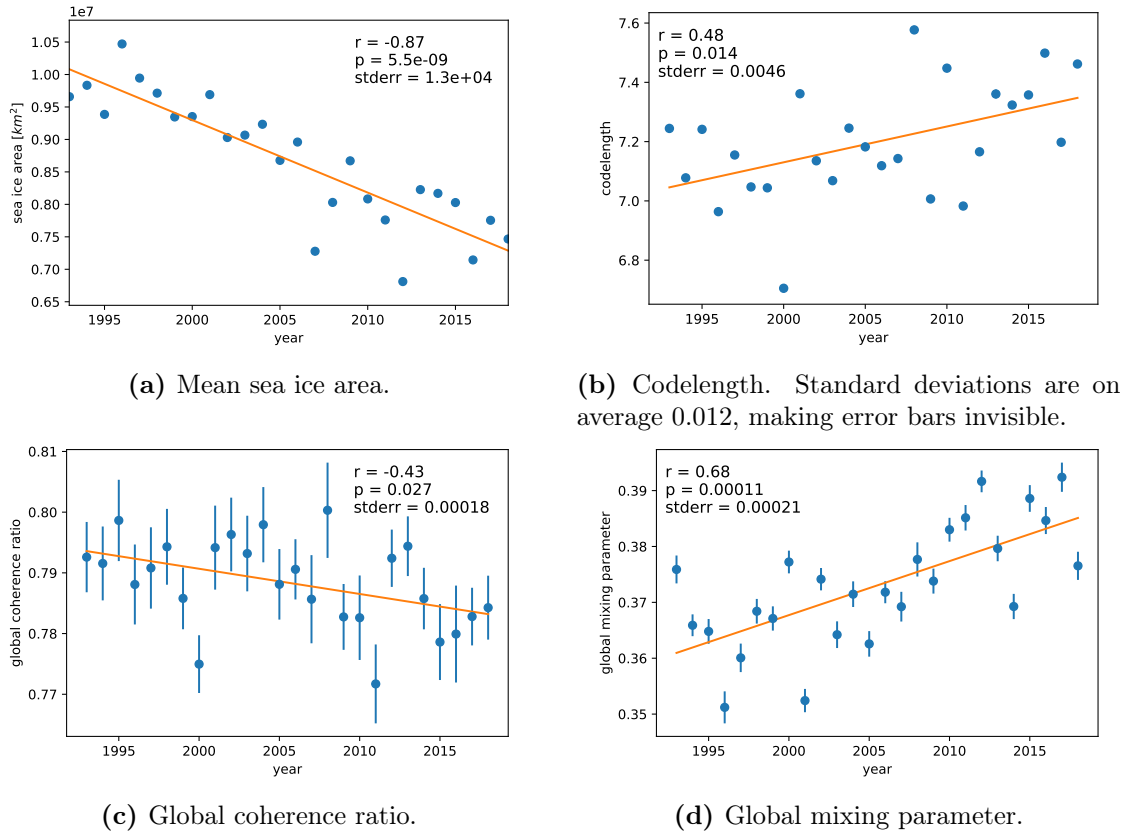 1e7
1.05
1.00
0.95
0.90
0.85
0.80
0.75
0.70
0.65
sea ice area [km²]
r = -0.87
p = 5.5e-09
stderr = 1.3e+04
1995 2000 2005 2010 2015
year
(a) Mean sea ice area.
7.6
7.4
7.2
7.0
6.8
codelength
r = 0.48
p = 0.014
stderr = 0.0046
1995 2000 2005 2010 2015
year
(b) Codelength. Standard deviations are on
average 0.012, making error bars invisible.
0.81
0.80
0.79
0.78
0.77
global coherence ratio
r = -0.43
p = 0.027
stderr = 0.00018
1995 2000 2005 2010 2015
year
(c) Global coherence ratio.
0.39
0.38
0.37
0.36
0.35
global mixing parameter
r = 0.68
p = 0.00011
stderr = 0.00021
1995 2000 2005 2010 2015
year
(d) Global mixing parameter.